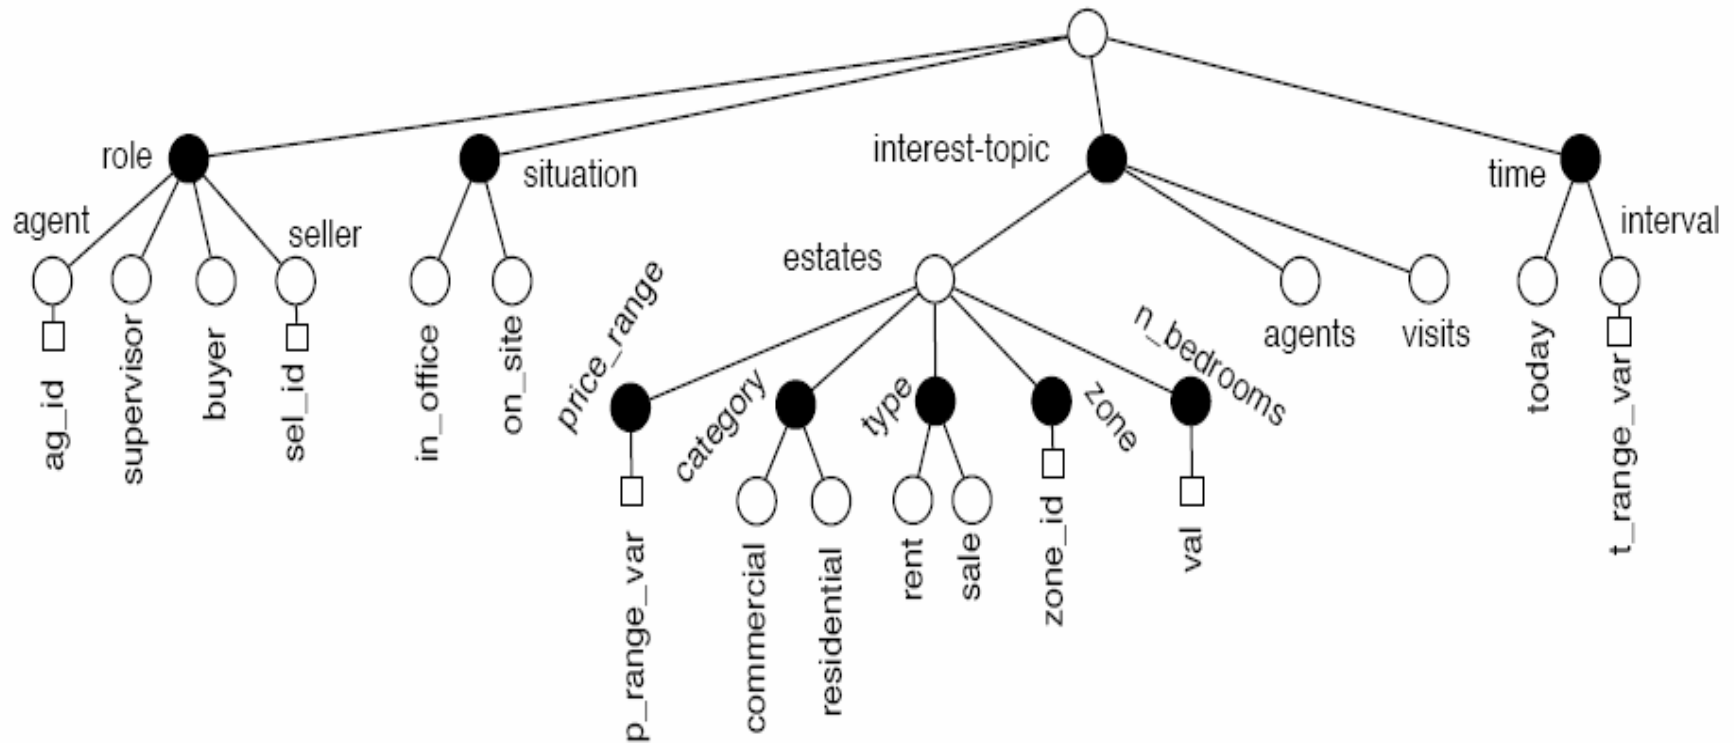 role
situation
interest-topic
time
agent
seller
interval
estates
agents
visits
ag_id
supervisor
buyer
sel_id
in_office
on_site
today
t_range_var
price_range
category
type
zone
n_bedrooms
p_range_var
commercial
residential
rent
sale
zone_id
val